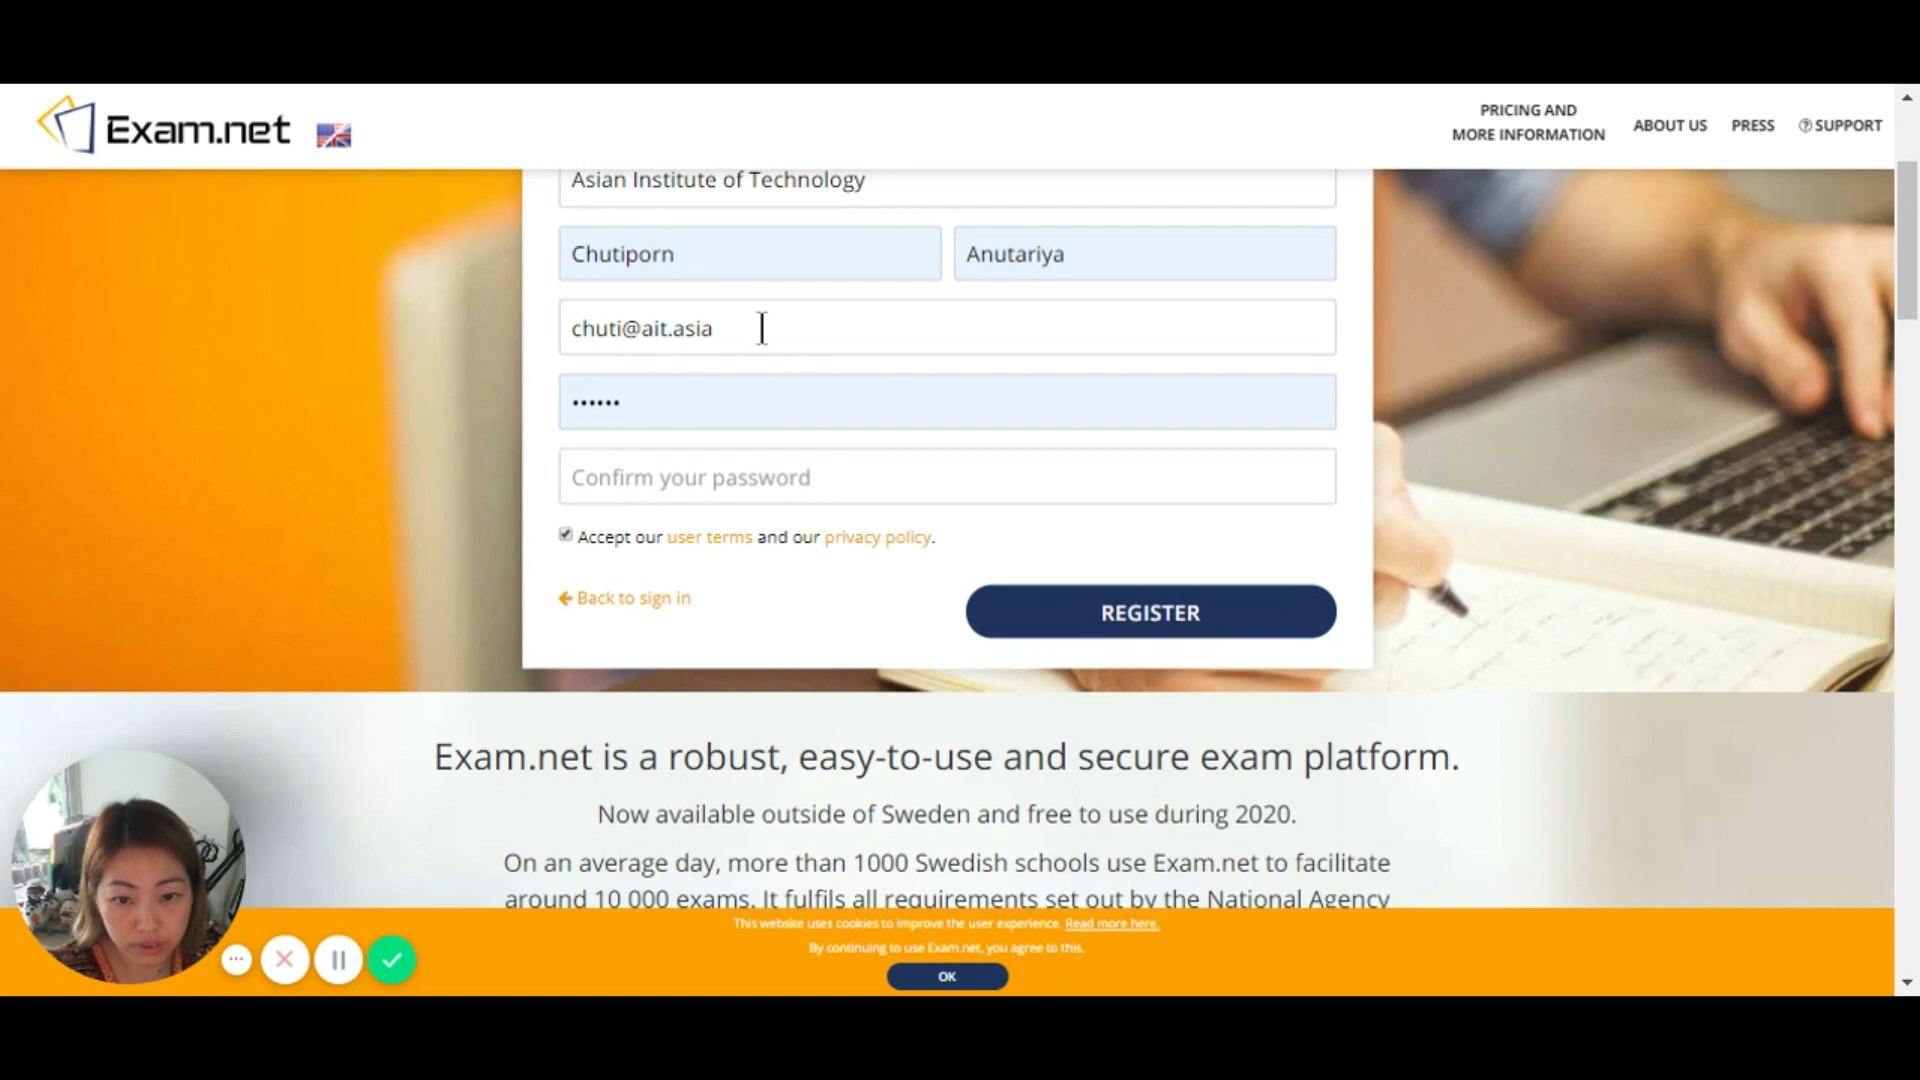 Exam.net
PRICING AND
MORE INFORMATION
ABOUT US
PRESS
? SUPPORT
Asian Institute of Technology
Chutiporn
Anutariya
chuti@ait.asia
••••••
Confirm your password
Accept our user terms and our privacy policy.
Back to sign in
REGISTER
Exam.net is a robust, easy-to-use and secure exam platform.
Now available outside of Sweden and free to use during 2020.
On an average day, more than 1000 Swedish schools use Exam.net to facilitate
around 10 000 exams. It fulfils all requirements set out by the National Agency
This website uses cookies to improve the user experience. Read more here.
By continuing to use Exam.net, you agree to this.
OK